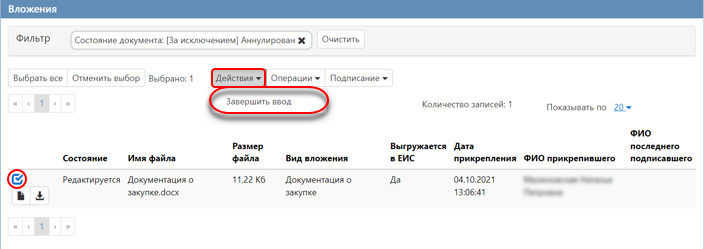 Вложения
Фильтр Состояние документа: [За исключением] Аннулирован ✖ Очистить
Выбрать все Отменить выбор Выбрано: 1 Действия Операции Подписание
Завершить ввод
« ‹ 1 › » Количество записей: 1 Показывать по 20
Состояние Имя файла Размер файла Вид вложения Выгружается в ЕИС Дата прикрепления ФИО прикрепившего ФИО последнего подписавшего
Редактируется Документация о закупке.docx 11,22 Кб Документация о закупке Да 04.10.2021 13:06:41
« ‹ 1 › »